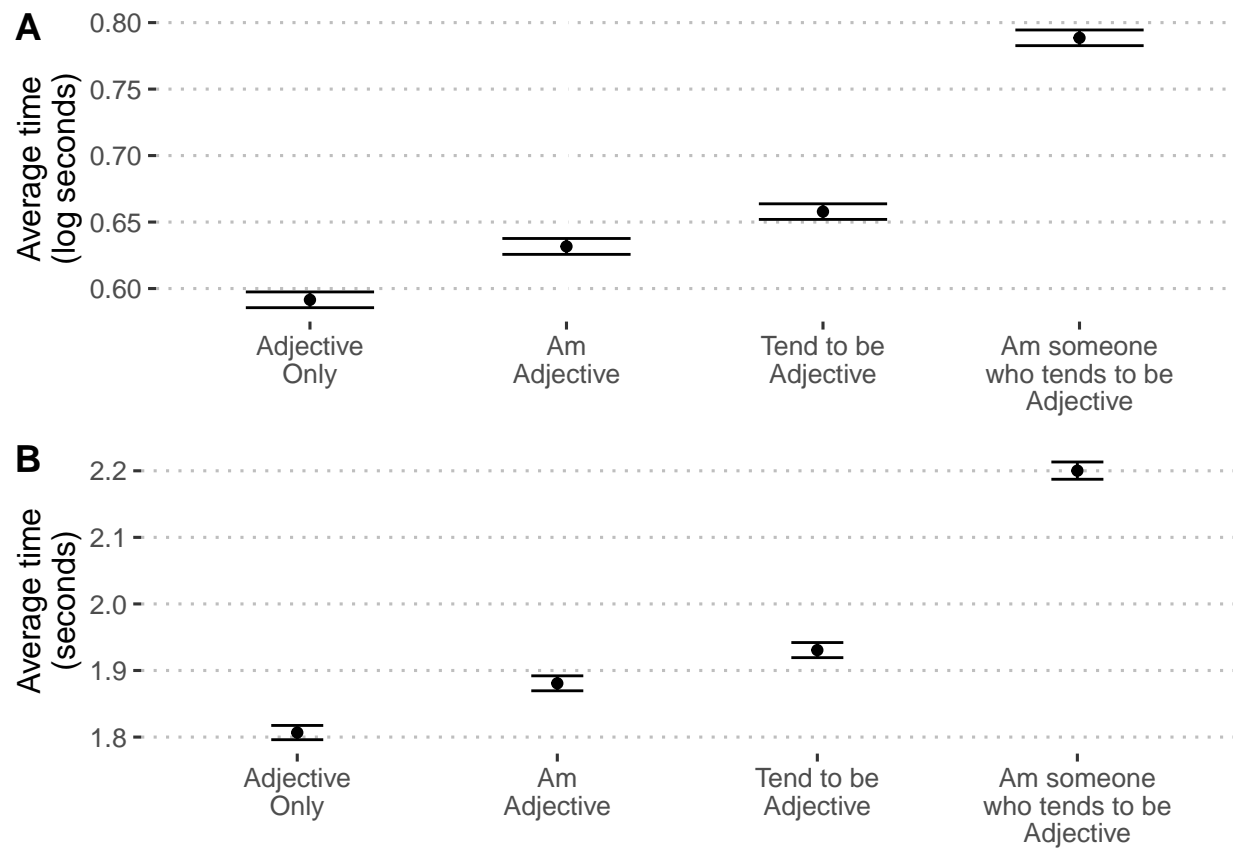 A
Average time
(log seconds)
0.80
0.75
0.70
0.65
0.60
Adjective
Only
Am
Adjective
Tend to be
Adjective
Am someone
who tends to be
Adjective
B
Average time
(seconds)
2.2
2.1
2.0
1.9
1.8
Adjective
Only
Am
Adjective
Tend to be
Adjective
Am someone
who tends to be
Adjective